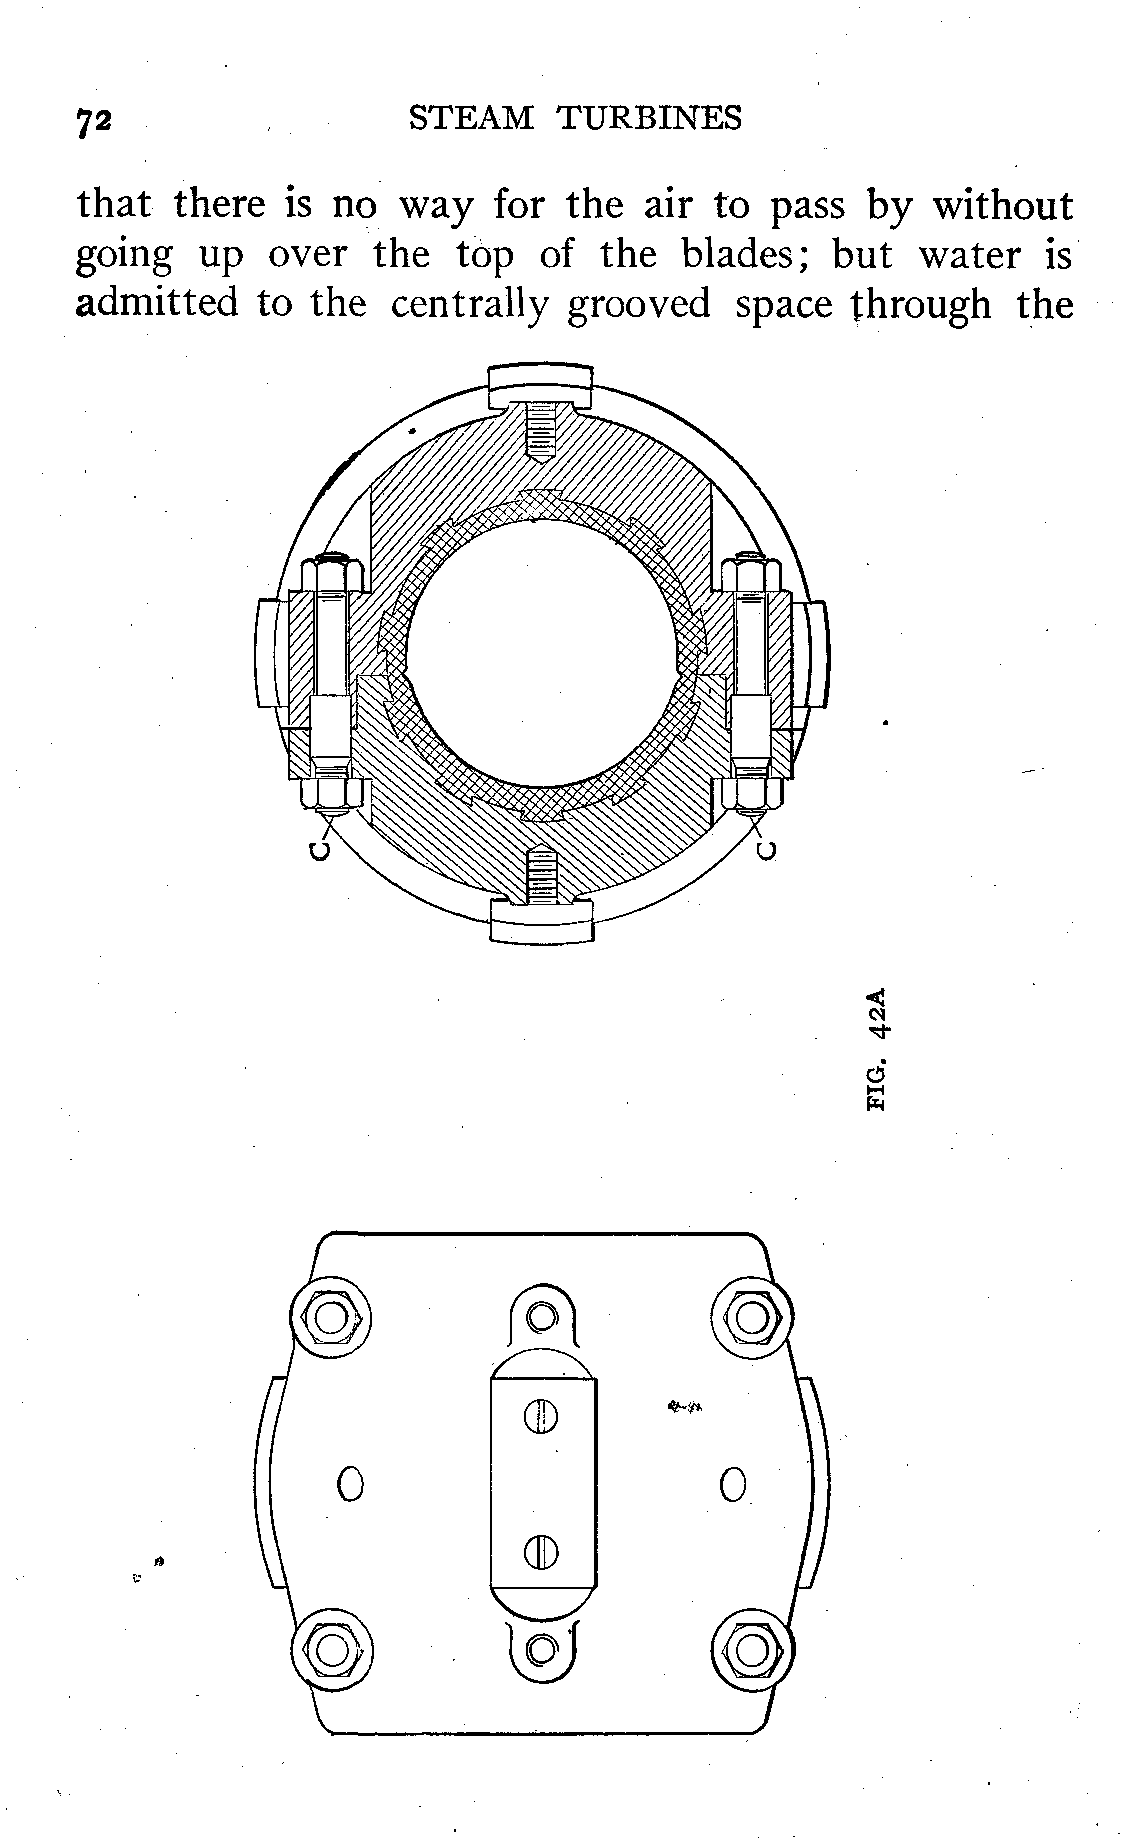 72 STEAM TURBINES
that there is no way for the air to pass by without
going up over the top of the blades; but water is
admitted to the centrally grooved space through the
C C
FIG. 42A